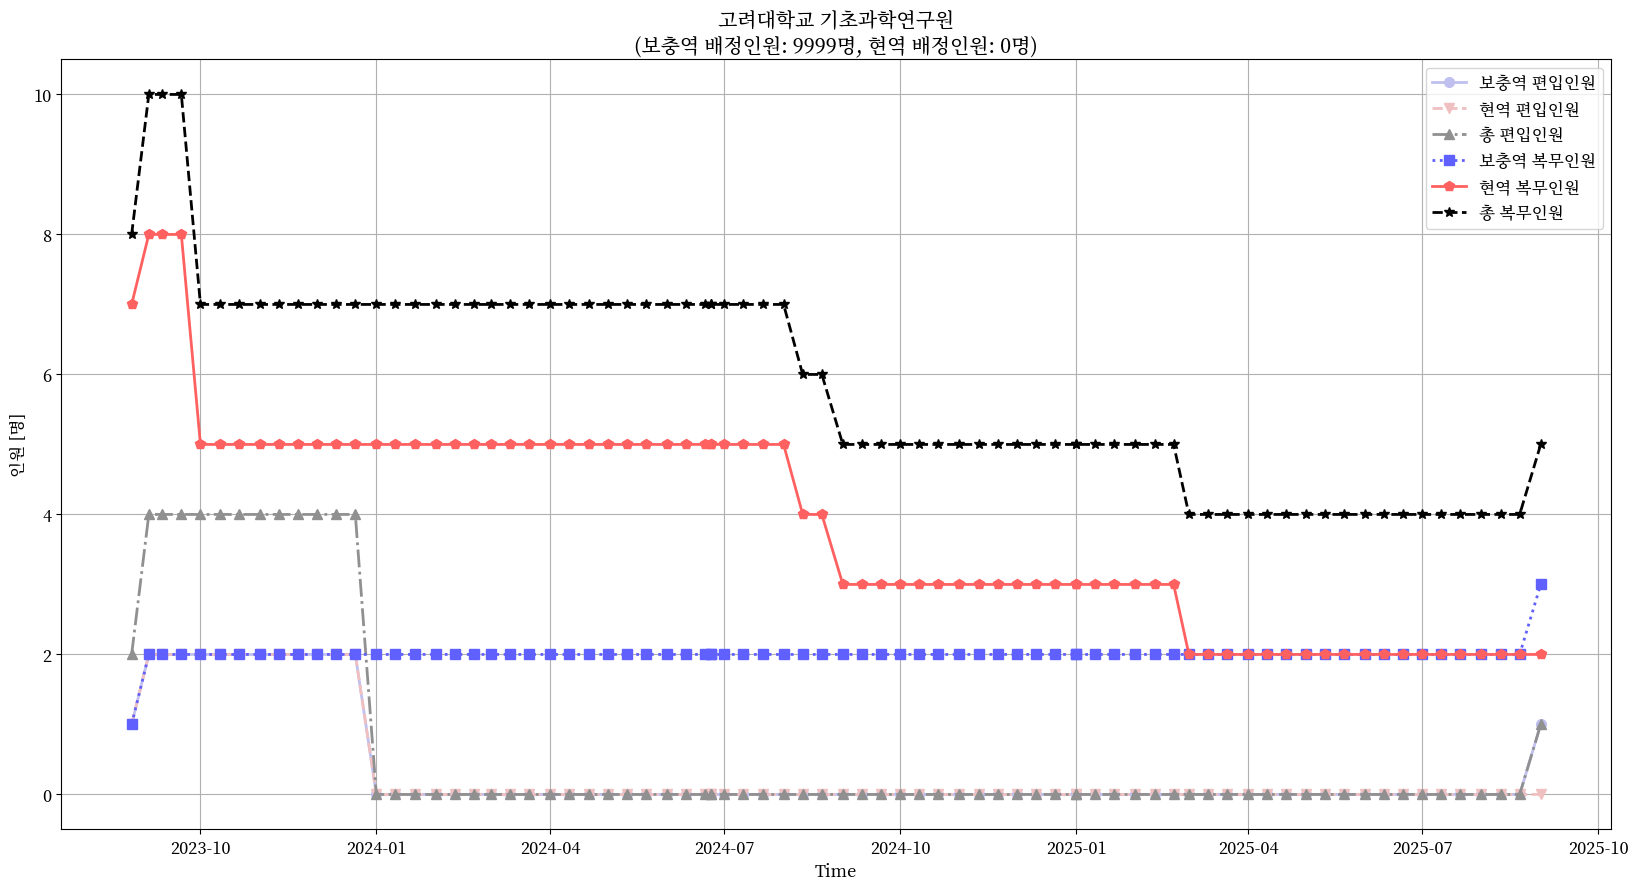 고려대학교 기초과학연구원
(보충역 배정인원: 9999명, 현역 배정인원: 0명)
보충역 편입인원
현역 편입인원
총 편입인원
보충역 복무인원
현역 복무인원
총 복무인원
인원 [명]
10
8
6
4
2
0
2023-10
2024-01
2024-04
2024-07
2024-10
2025-01
2025-04
2025-07
2025-10
Time